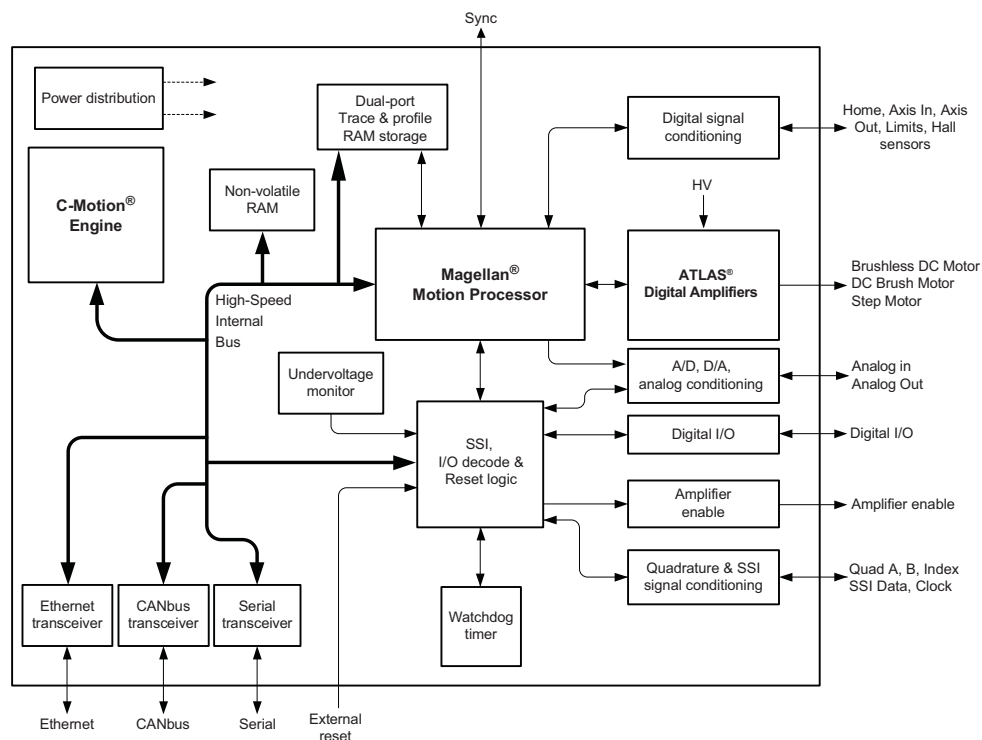 Sync
Power distribution
Dual-port
Trace & profile
RAM storage
Digital signal
conditioning
Home, Axis In, Axis
Out, Limits, Hall
sensors
C-Motion®
Engine
Non-volatile
RAM
HV
Magellan®
Motion Processor
ATLAS®
Digital Amplifiers
Brushless DC Motor
DC Brush Motor
Step Motor
High-Speed
Internal
Bus
Undervoltage
monitor
A/D, D/A,
analog conditioning
Analog in
Analog Out
SSI,
I/O decode &
Reset logic
Digital I/O
Digital I/O
Amplifier
enable
Amplifier enable
Quadrature & SSI
signal conditioning
Quad A, B, Index
SSI Data, Clock
Ethernet
transceiver
CANbus
transceiver
Serial
transceiver
Watchdog
timer
Ethernet
CANbus
Serial
External
reset